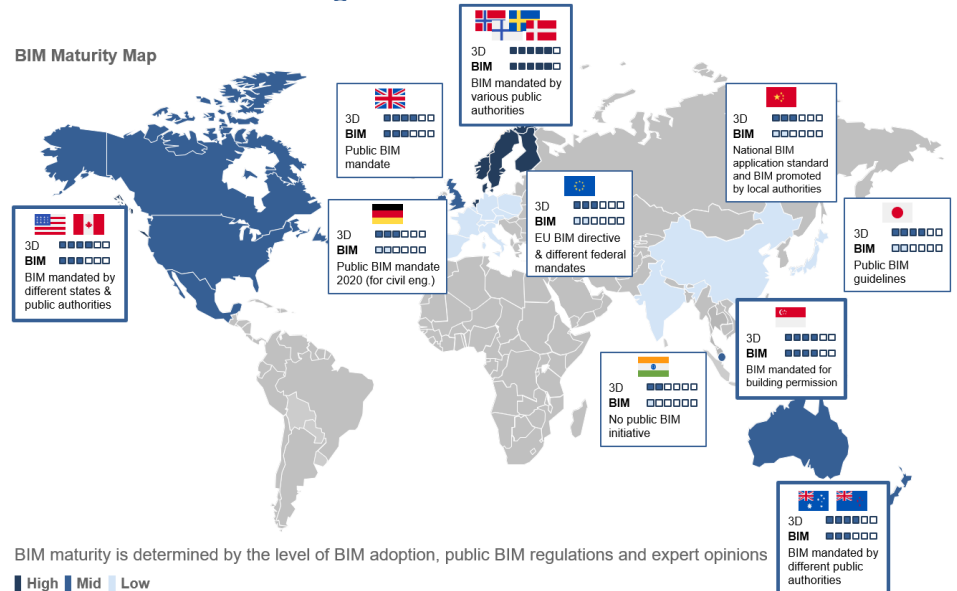 BIM Maturity Map
3D
BIM
BIM mandated by
various public
authorities
3D
BIM
Public BIM
mandate
3D
BIM
National BIM
application standard
and BIM promoted
by local authorities
3D
BIM
EU BIM directive
& different federal
mandates
3D
BIM
Public BIM mandate
2020 (for civil eng.)
3D
BIM
Public BIM
guidelines
3D
BIM
BIM mandated by
different states &
public authorities
3D
BIM
BIM mandated for
building permission
3D
BIM
No public BIM
initiative
3D
BIM
BIM mandated by
different public
authorities
BIM maturity is determined by the level of BIM adoption, public BIM regulations and expert opinions
High Mid Low